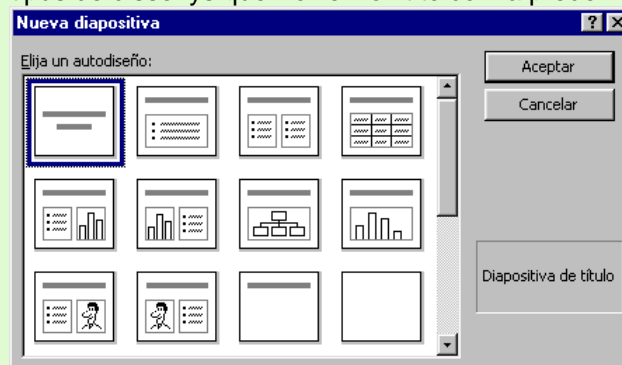 Nueva diapositiva
Elija un autodiseño:
Aceptar
Cancelar
Diapositiva de título